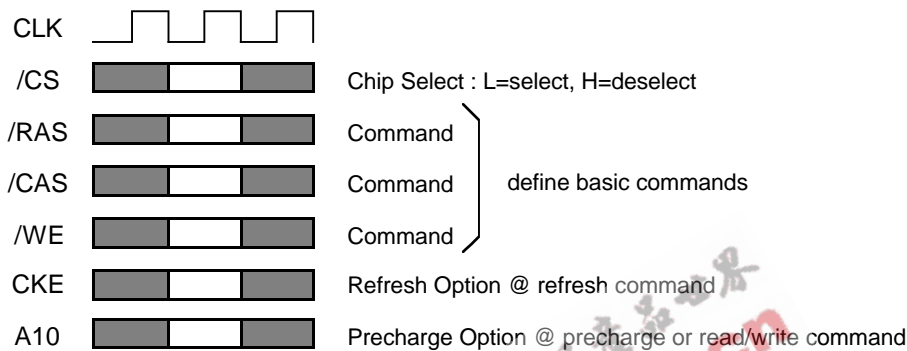 CLK
/CS Chip Select : L=select, H=deselect
/RAS Command
/CAS Command define basic commands
/WE Command
CKE Refresh Option @ refresh command
A10 Precharge Option @ precharge or read/write command